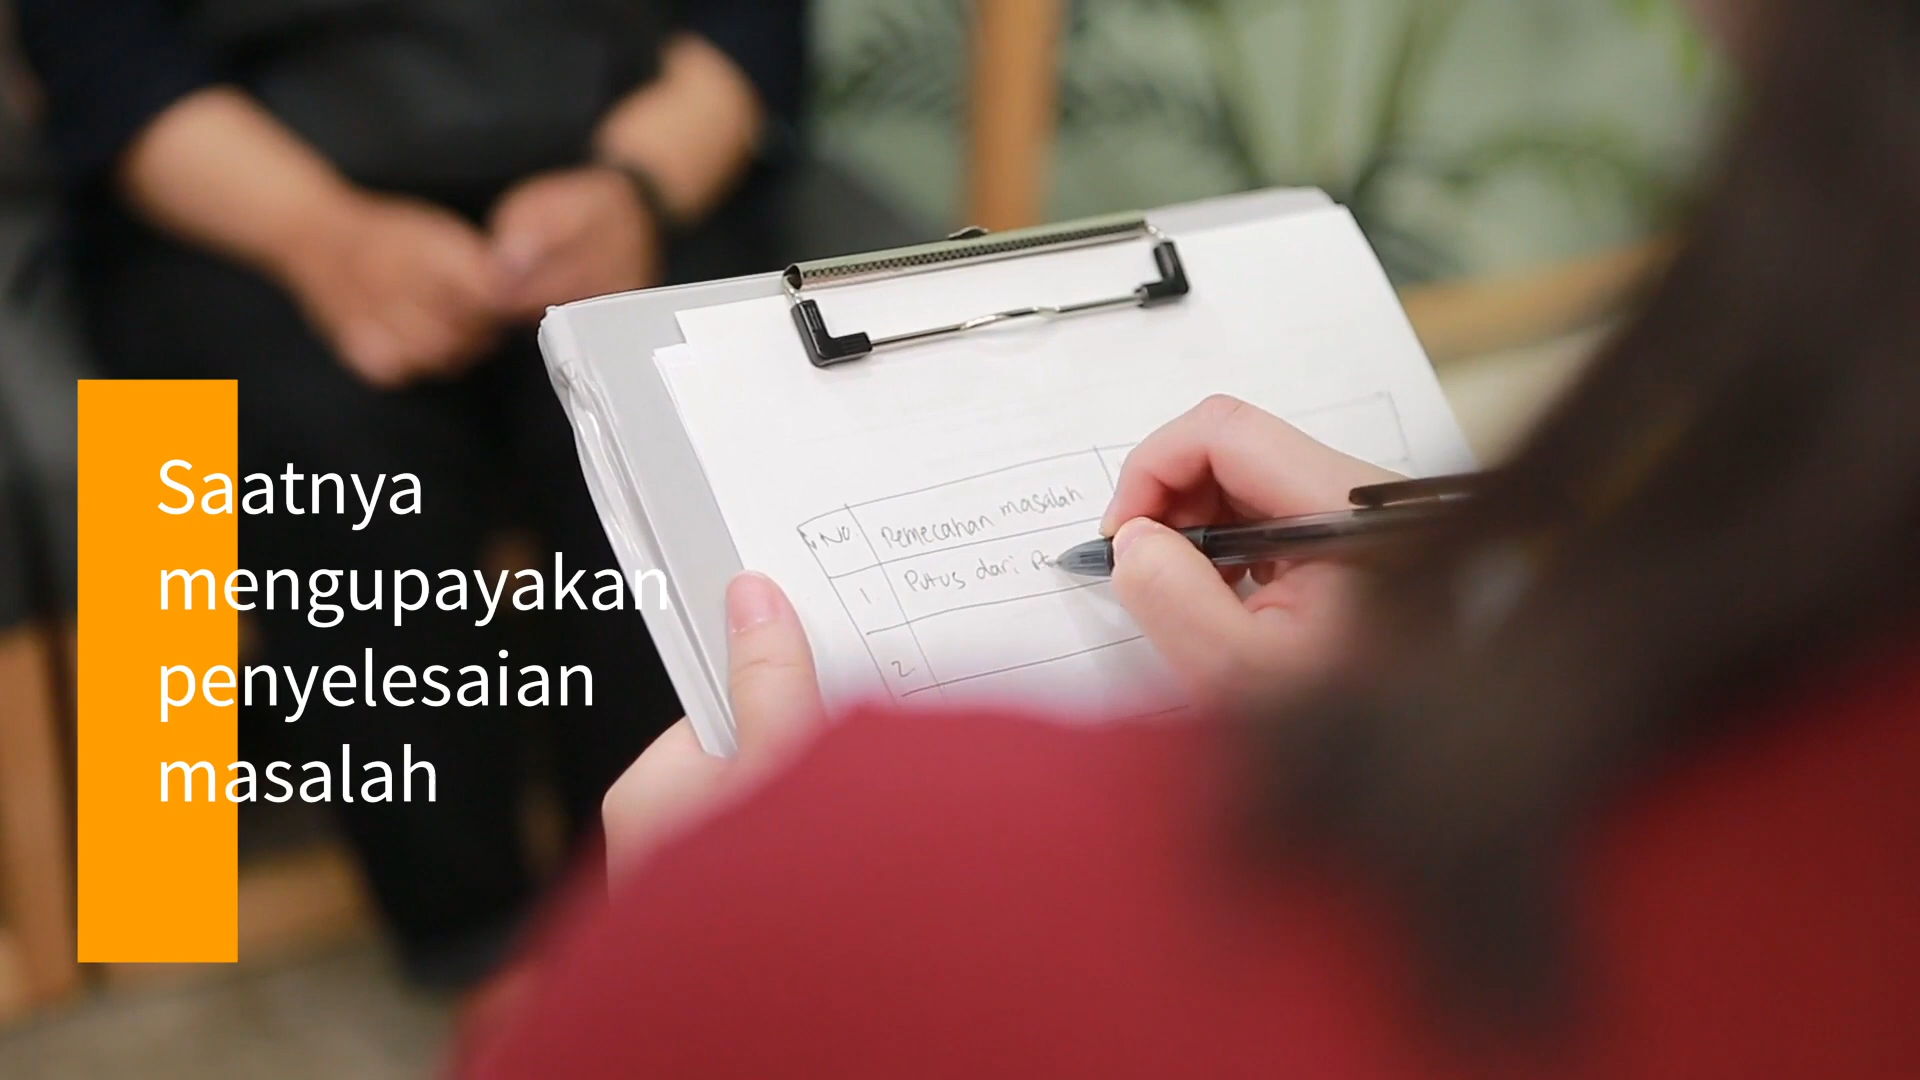 Saatnya
mengupayakan
penyelesaian
masalah
No. Pemecahan masalah
1. Putus dari
2.